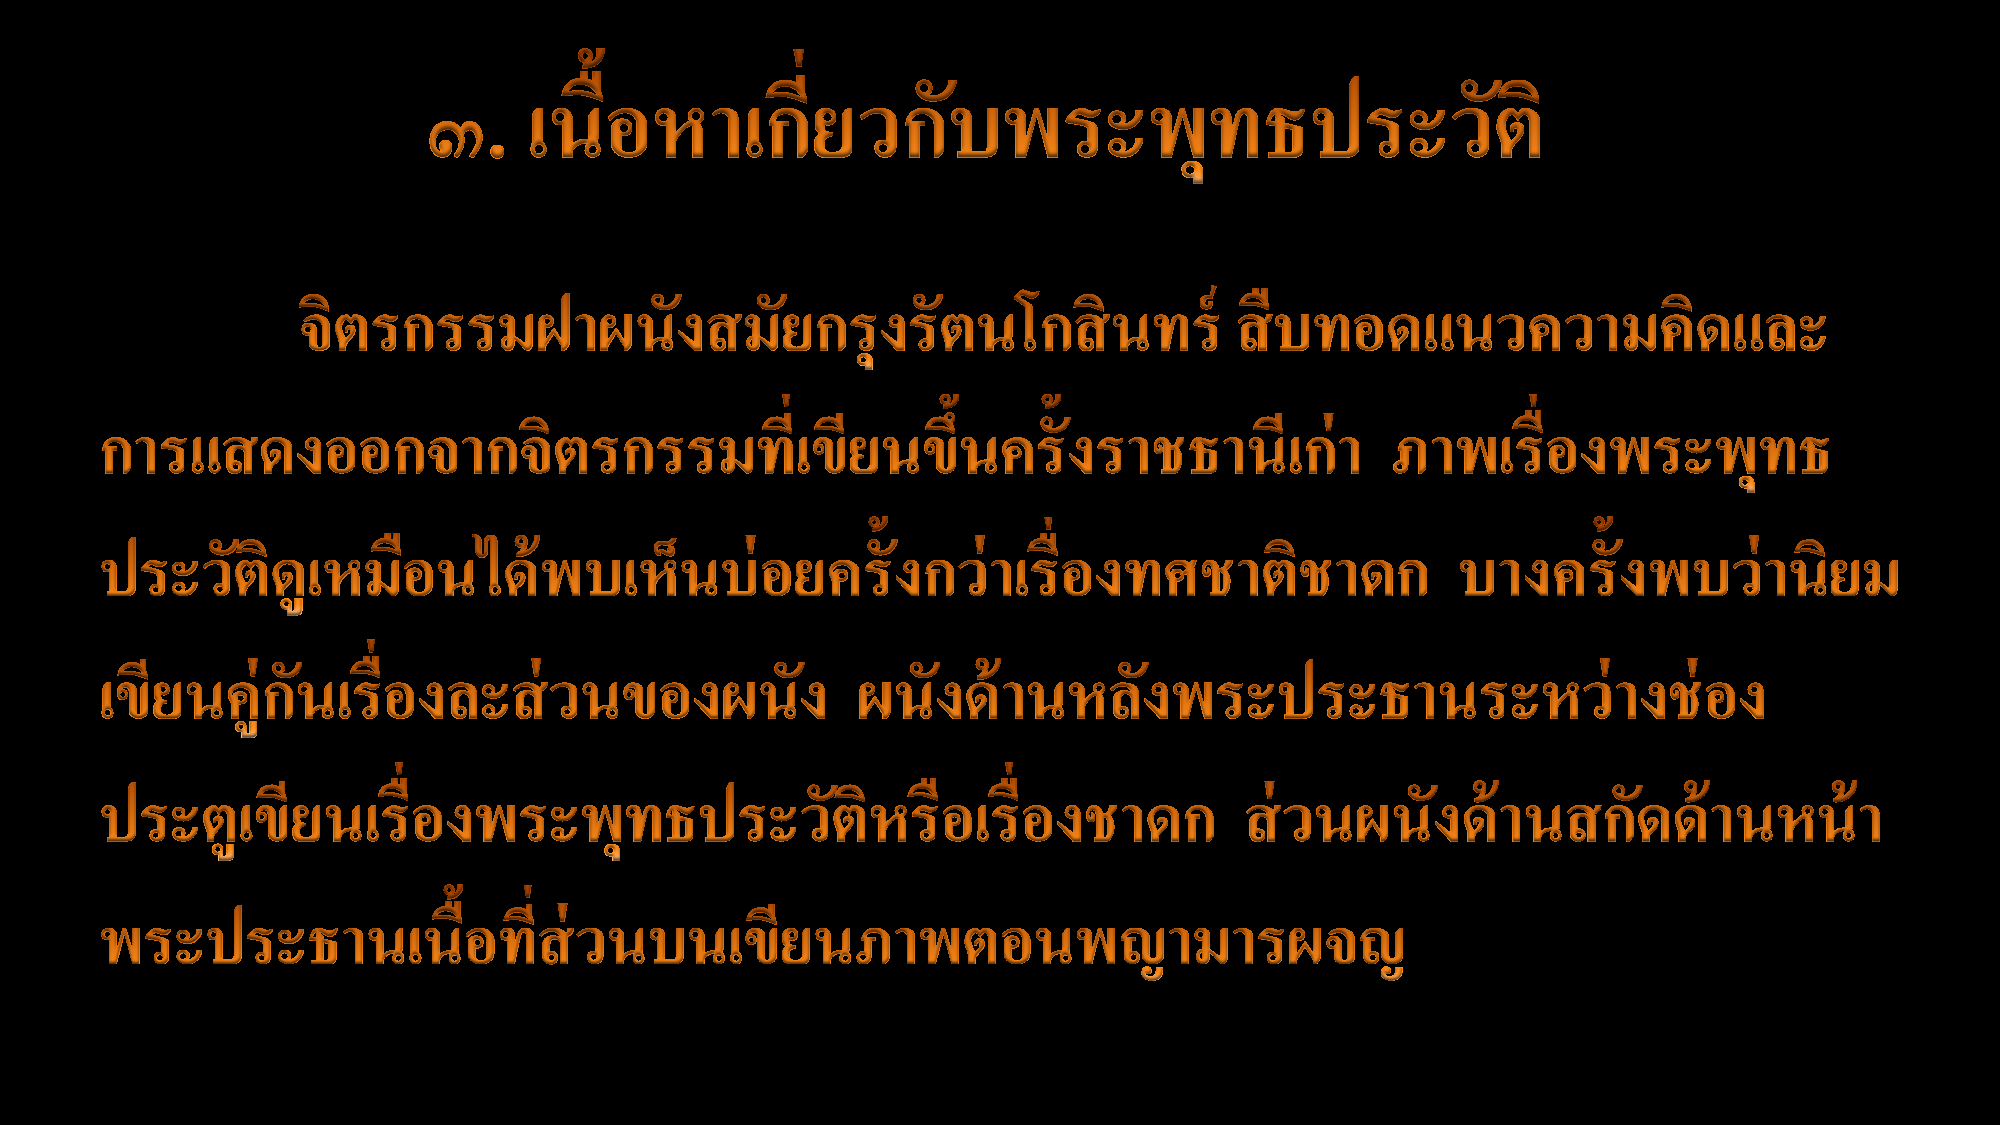 ๓. เนื้อหาเกี่ยวกับพระพุทธประวัติ
จิตรกรรมฝาผนังสมัยกรุงรัตนโกสินทร์ สืบทอดแนวความคิดและ
การแสดงออกจากจิตรกรรมที่เขียนขึ้นครั้งราชธานีเก่า ภาพเรื่องพระพุทธ
ประวัติดูเหมือนได้พบเห็นบ่อยครั้งกว่าเรื่องทศชาติชาดก บางครั้งพบว่านิยม
เขียนคู่กันเรื่องละส่วนของผนัง ผนังด้านหลังพระประธานระหว่างช่อง
ประตูเขียนเรื่องพระพุทธประวัติหรือเรื่องชาดก ส่วนผนังด้านสกัดด้านหน้า
พระประธานเนื้อที่ส่วนบนเขียนภาพตอนพญามารผจญ